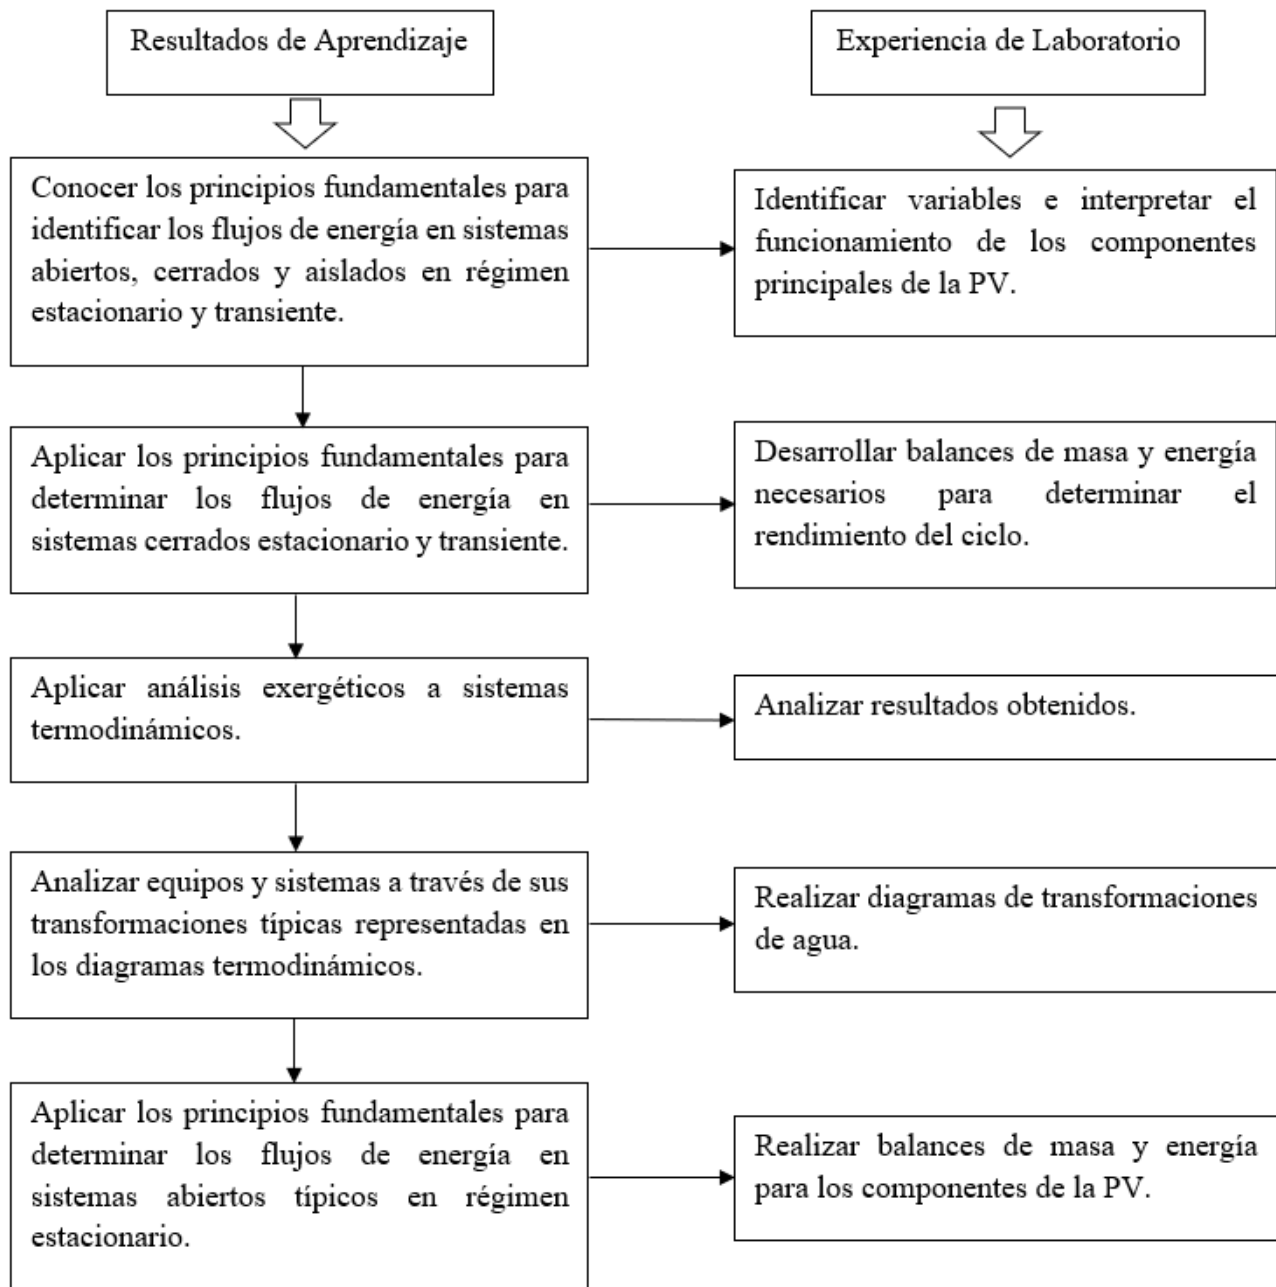 Resultados de Aprendizaje
Experiencia de Laboratorio
Conocer los principios fundamentales para
identificar los flujos de energía en sistemas
abiertos, cerrados y aislados en régimen
estacionario y transiente.
Identificar variables e interpretar el
funcionamiento de los componentes
principales de la PV.
Aplicar los principios fundamentales para
determinar los flujos de energía en
sistemas cerrados estacionario y transiente.
Desarrollar balances de masa y energía
necesarios para determinar el
rendimiento del ciclo.
Aplicar análisis exergéticos a sistemas
termodinámicos.
Analizar resultados obtenidos.
Analizar equipos y sistemas a través de sus
transformaciones típicas representadas en
los diagramas termodinámicos.
Realizar diagramas de transformaciones
de agua.
Aplicar los principios fundamentales para
determinar los flujos de energía en
sistemas abiertos típicos en régimen
estacionario.
Realizar balances de masa y energía
para los componentes de la PV.